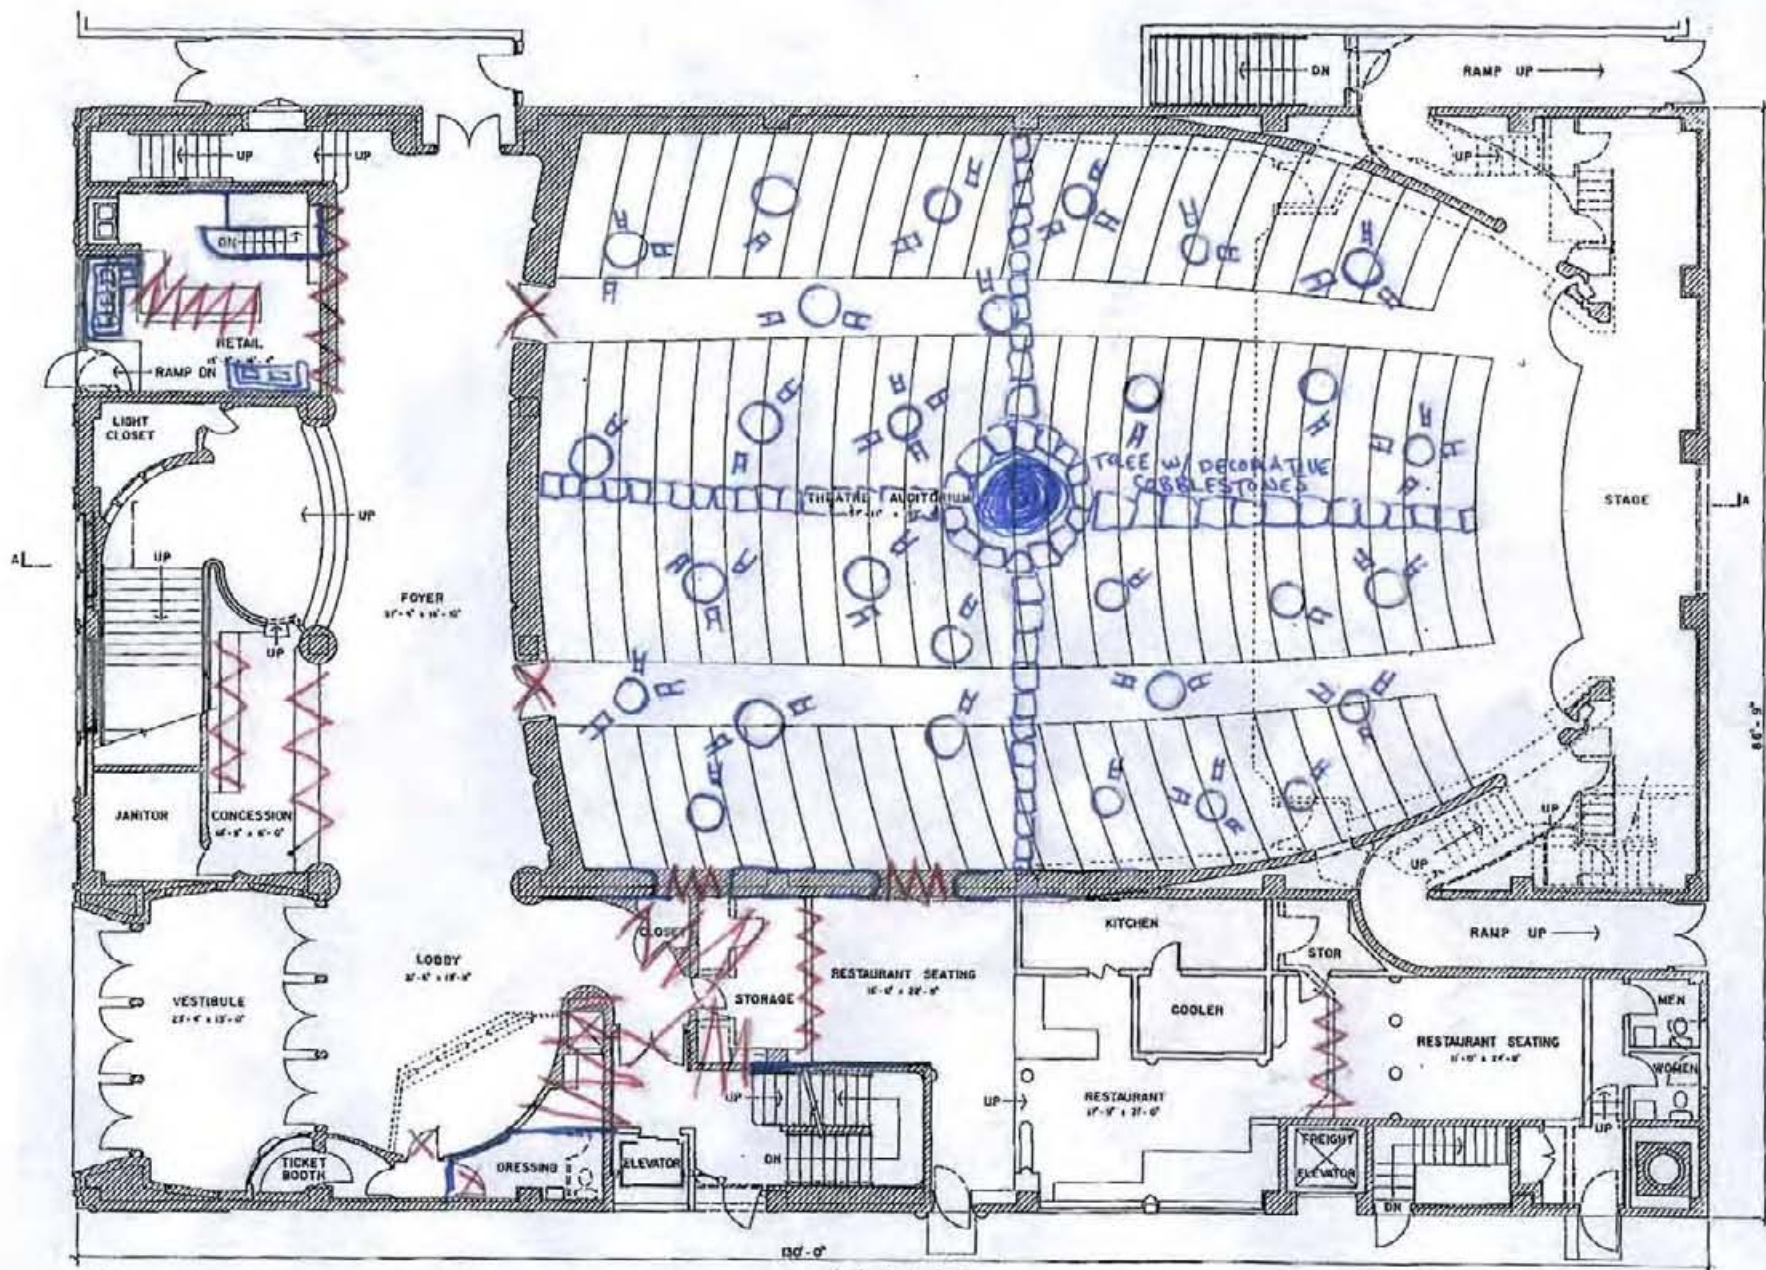 DN
RAMP UP
UP
UP
UP
DN
RETAIL
RAMP DN
LIGHT
CLOSET
TREE W/ DECORATIVE
COBBLESTONES
THEATRE AUDITORIUM
STAGE
A
A
UP
UP
FOYER
UP
JANITOR
CONCESSION
UP
UP
86'-9"
CLOSET
KITCHEN
RAMP UP
LOBBY
STOR
VESTIBULE
STORAGE
RESTAURANT SEATING
COOLER
MEN
RESTAURANT SEATING
WOMEN
UP
UP
RESTAURANT
UP
TICKET
BOOTH
DRESSING
ELEVATOR
DN
FREIGHT
ELEVATOR
DN
130'-0"